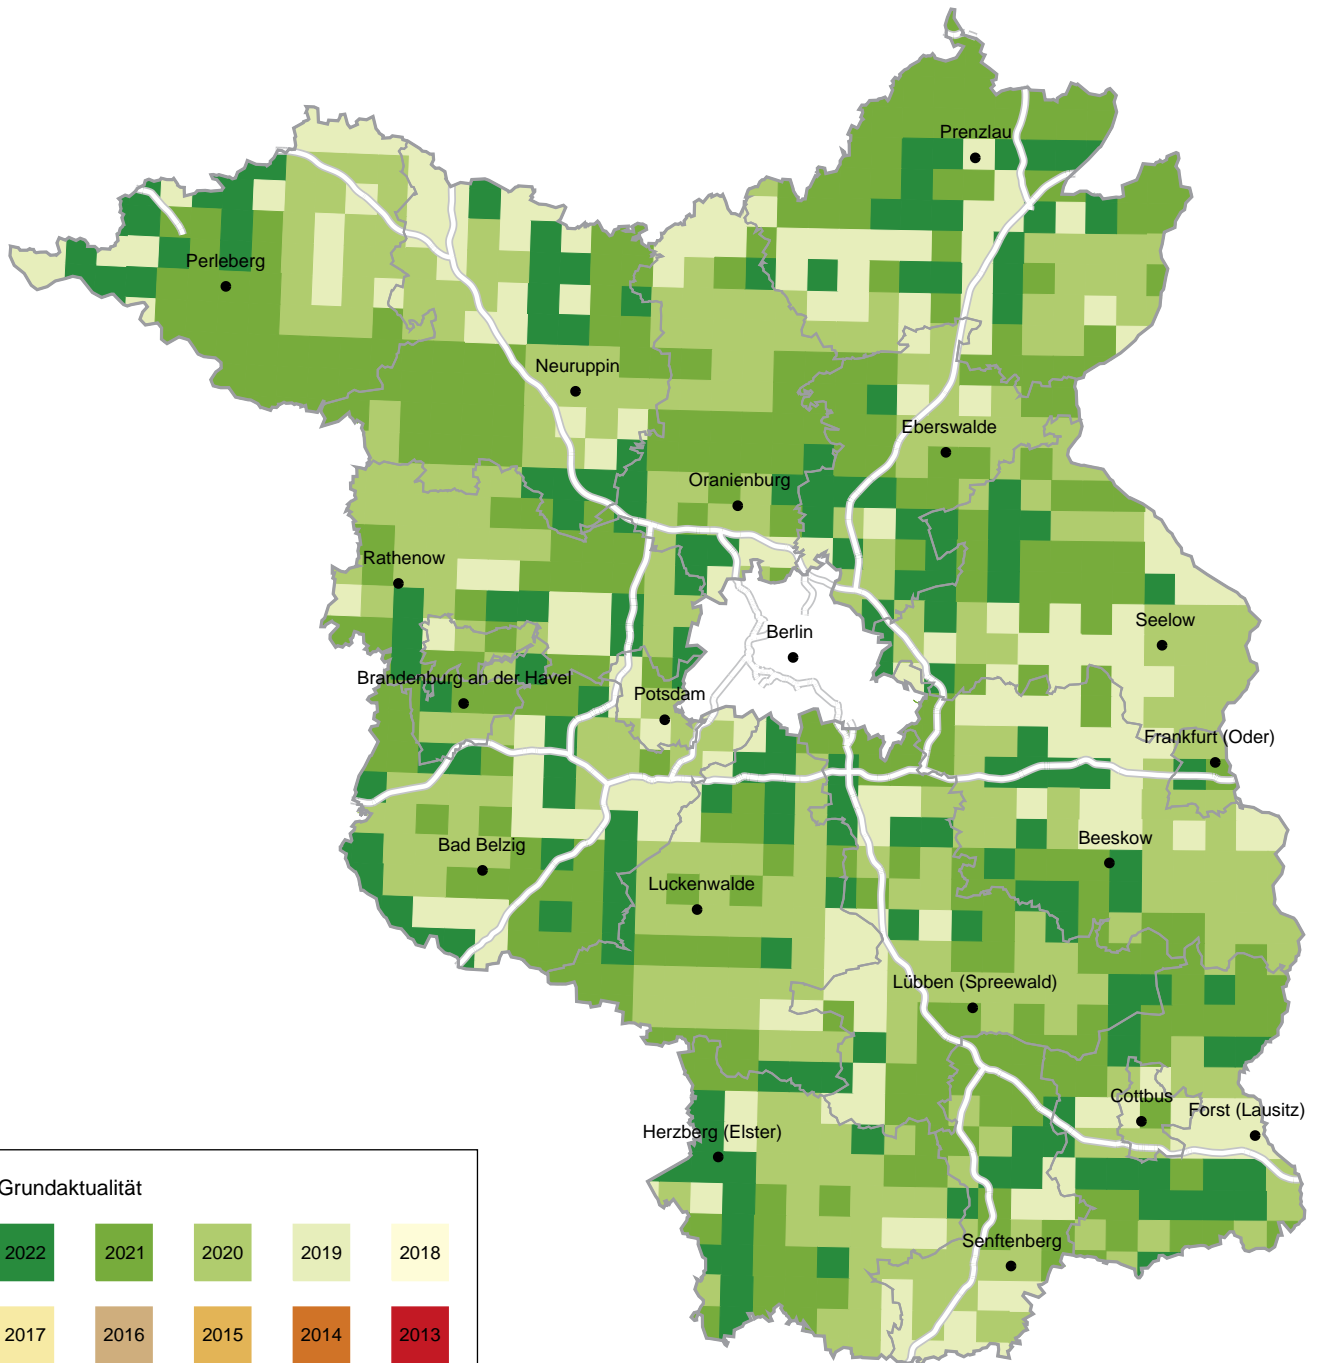 Prenzlau
Perleberg
Neuruppin
Eberswalde
Oranienburg
Rathenow
Berlin
Seelow
Brandenburg an der Havel
Potsdam
Frankfurt (Oder)
Bad Belzig
Beeskow
Luckenwalde
Lübben (Spreewald)
Cottbus
Forst (Lausitz)
Herzberg (Elster)
Senftenberg
Grundaktualität
2022 2021 2020 2019 2018
2017 2016 2015 2014 2013